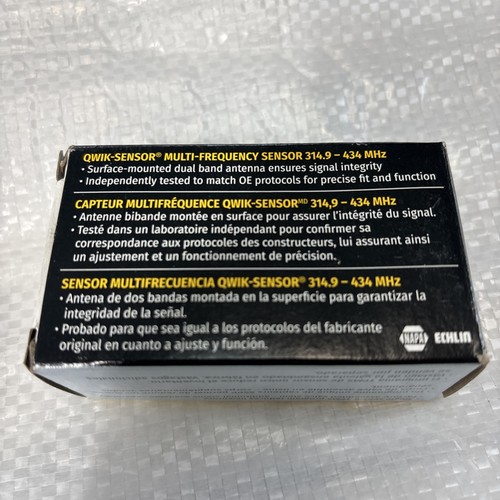 QWIK-SENSOR® MULTI-FREQUENCY SENSOR 314.9 – 434 MHz
• Surface-mounted dual band antenna ensures signal integrity
• Independently tested to match OE protocols for precise fit and function
CAPTEUR MULTIFRÉQUENCE QWIK-SENSORᴹᴰ 314,9 – 434 MHz
• Antenne bibande montée en surface pour assurer l'intégrité du signal.
• Testé dans un laboratoire indépendant pour confirmer sa
correspondance aux protocoles des constructeurs, lui assurant ainsi
un ajustement et un fonctionnement de précision.
SENSOR MULTIFRECUENCIA QWIK-SENSOR® 314.9 – 434 MHz
• Antena de dos bandas montada en la superficie para garantizar la
integridad de la señal.
• Probado para que sea igual a los protocolos del fabricante
original en cuanto a ajuste y función.
NAPA ECHLIN